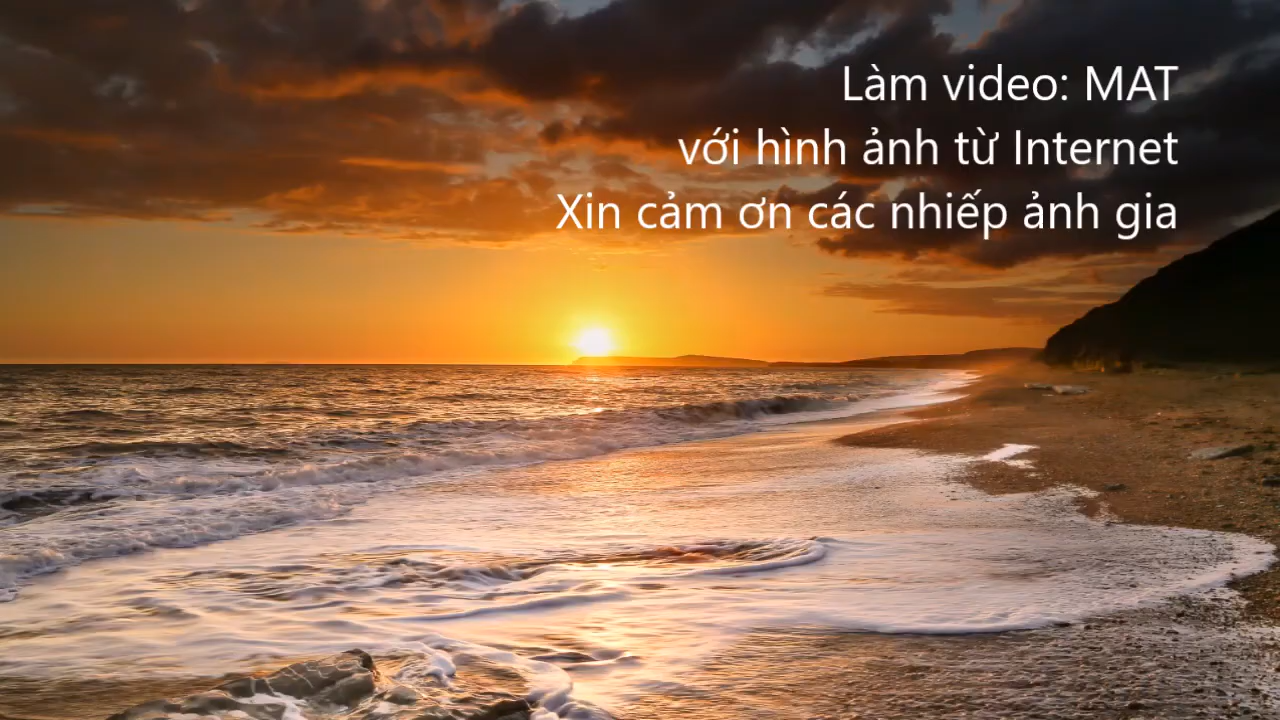 Làm video: MAT
với hình ảnh từ Internet
Xin cảm ơn các nhiếp ảnh gia